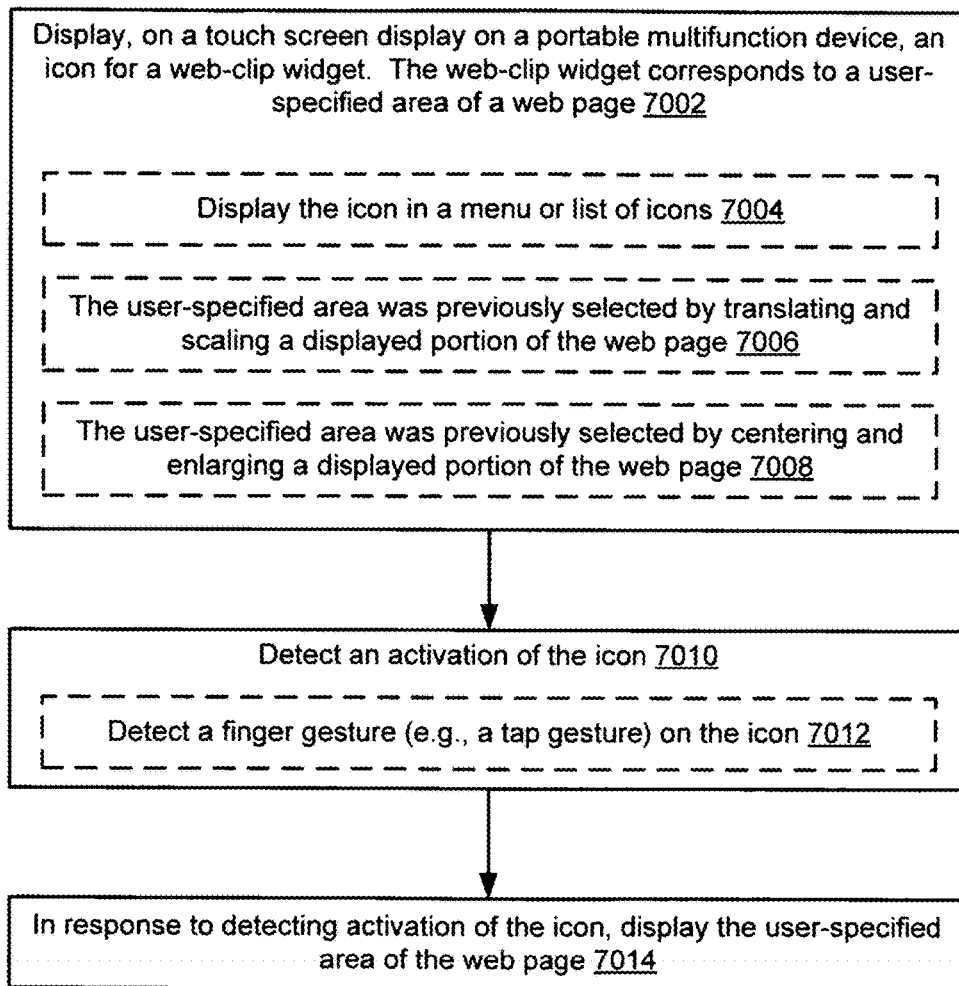 Display, on a touch screen display on a portable multifunction device, an
icon for a web-clip widget. The web-clip widget corresponds to a user-
specified area of a web page 7002
Display the icon in a menu or list of icons 7004
The user-specified area was previously selected by translating and
scaling a displayed portion of the web page 7006
The user-specified area was previously selected by centering and
enlarging a displayed portion of the web page 7008
Detect an activation of the icon 7010
Detect a finger gesture (e.g., a tap gesture) on the icon 7012
In response to detecting activation of the icon, display the user-specified
area of the web page 7014